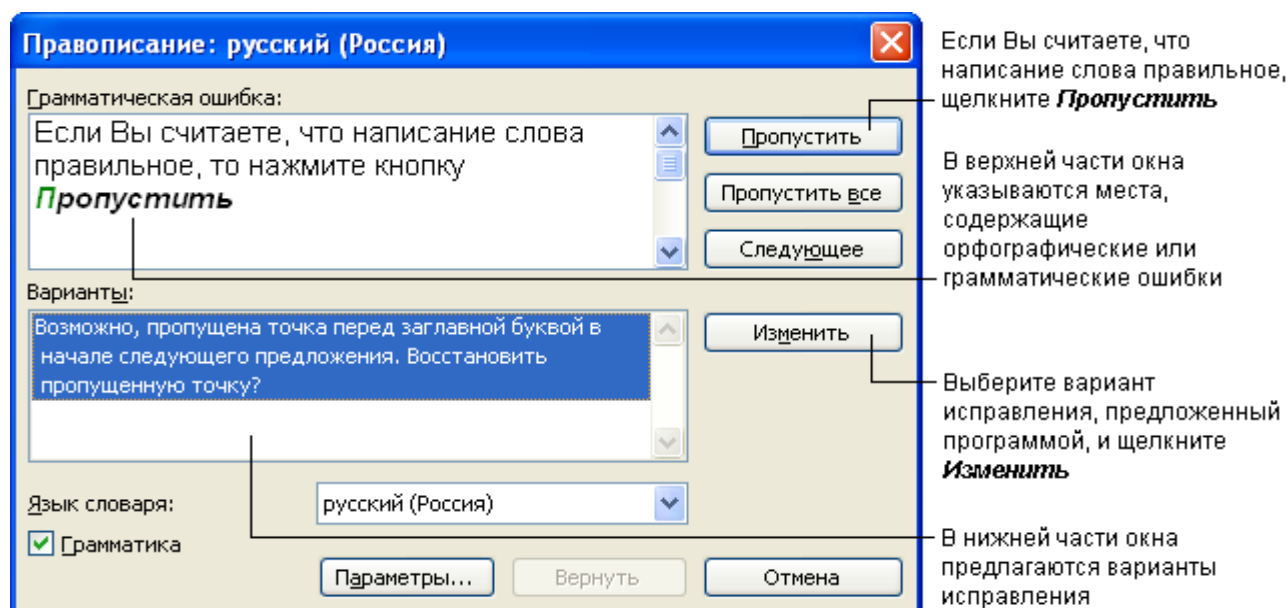 Правописание: русский (Россия)
Грамматическая ошибка:
Если Вы считаете, что написание слова
правильное, то нажмите кнопку
Пропустить
Пропустить
Пропустить все
Следующее
Варианты:
Возможно, пропущена точка перед заглавной буквой в
начале следующего предложения. Восстановить
пропущенную точку?
Изменить
Язык словаря:
русский (Россия)
Грамматика
Параметры...
Вернуть
Отмена
Если Вы считаете, что
написание слова правильное,
щелкните Пропустить
В верхней части окна
указываются места,
содержащие
орфографические или
грамматические ошибки
Выберите вариант
исправления, предложенный
программой, и щелкните
Изменить
В нижней части окна
предлагаются варианты
исправления